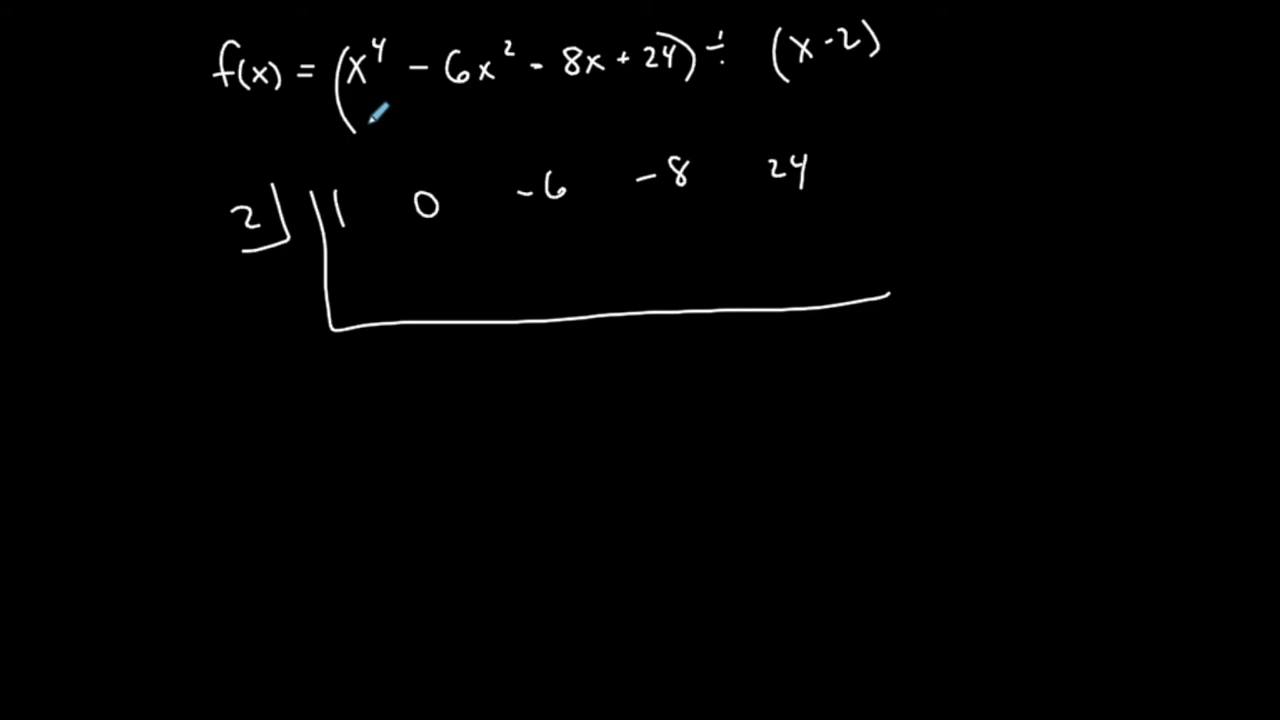 f(x) = (x⁴ - 6x² - 8x + 24) ÷ (x - 2)
2 | 1 0 -6 -8 24